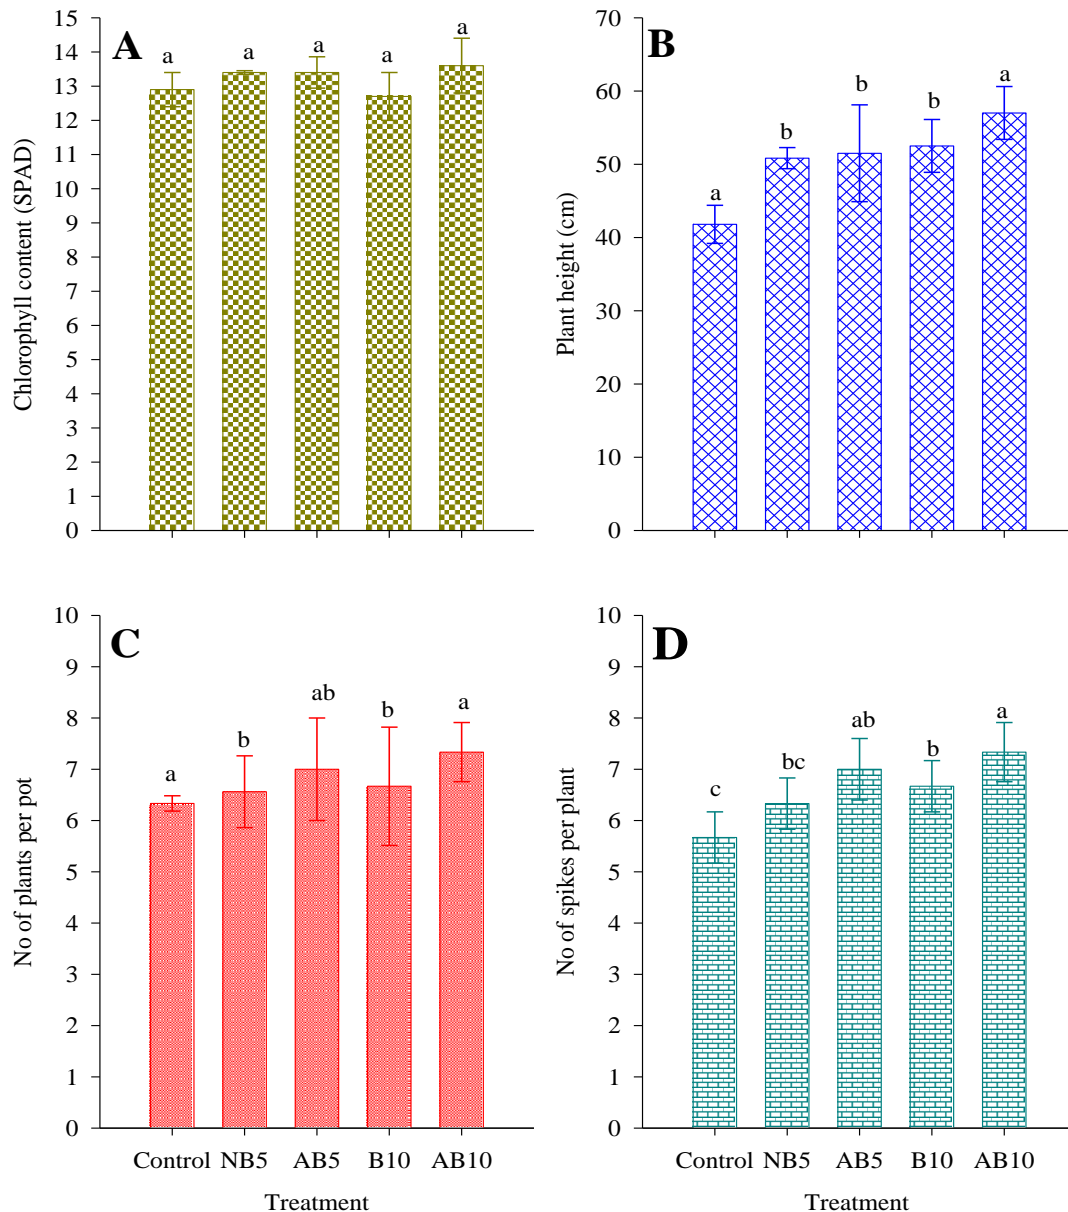 A
Chlorophyll content (SPAD)
15
14
13
12
11
10
9
8
7
6
5
4
3
2
1
0
a a a a a
B
Plant height (cm)
70
60
50
40
30
20
10
0
a b b b a
C
No of plants per pot
10
9
8
7
6
5
4
3
2
1
0
a b ab b a
Control NB5 AB5 B10 AB10
Treatment
D
No of spikes per plant
10
9
8
7
6
5
4
3
2
1
0
c bc ab b a
Control NB5 AB5 B10 AB10
Treatment